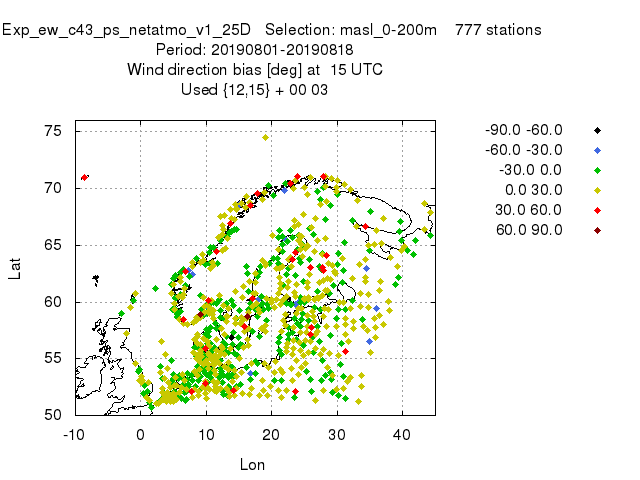 Exp_ew_c43_ps_netatmo_v1_25D Selection: masl_0-200m 777 stations
Period: 20190801-20190818
Wind direction bias [deg] at 15 UTC
Used {12,15} + 00 03
75
70
65
60
55
50
Lat
-10 0 10 20 30 40
Lon
-90.0 -60.0
-60.0 -30.0
-30.0 0.0
0.0 30.0
30.0 60.0
60.0 90.0